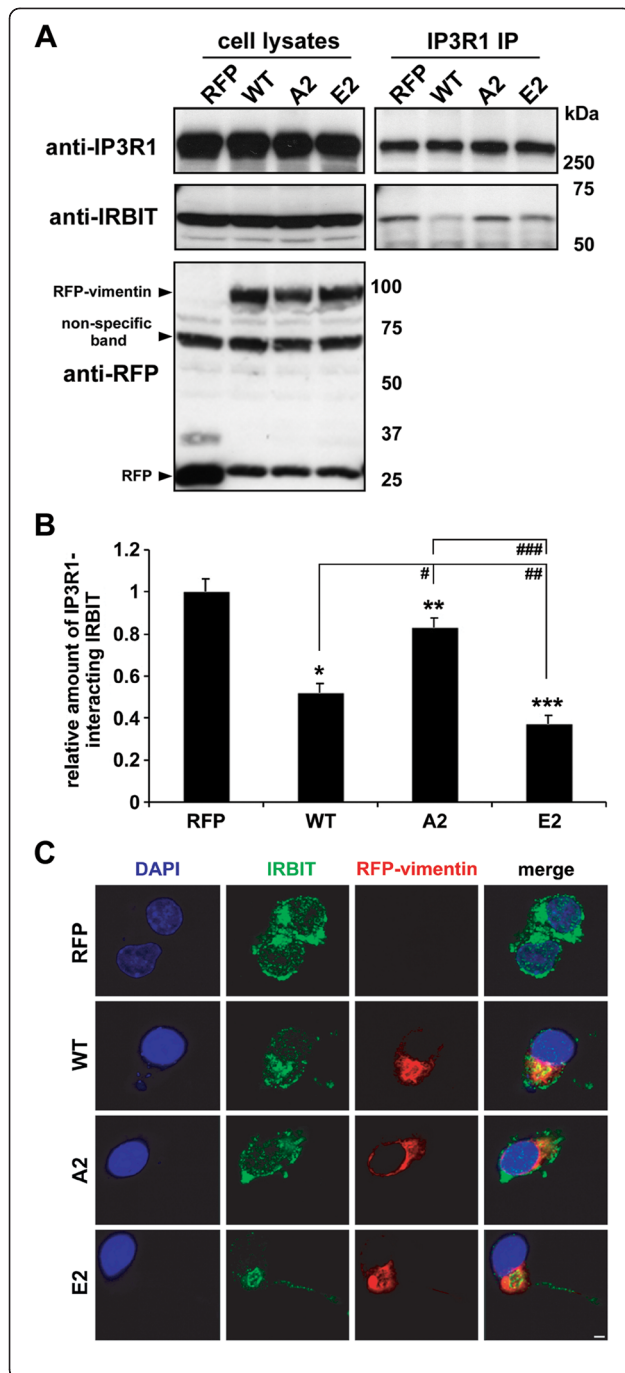 A
cell lysates IP3R1 IP
RFP WT A2 E2 RFP WT A2 E2
kDa
anti-IP3R1
250
75
anti-IRBIT
50
RFP-vimentin 100
non-specific
band
75
anti-RFP
50
37
RFP 25
B
relative amount of IP3R1-
interacting IRBIT
1.2
1
0.8
0.6
0.4
0.2
0
###
# ##
* ** ***
RFP WT A2 E2
C
DAPI IRBIT RFP-vimentin merge
RFP
WT
A2
E2